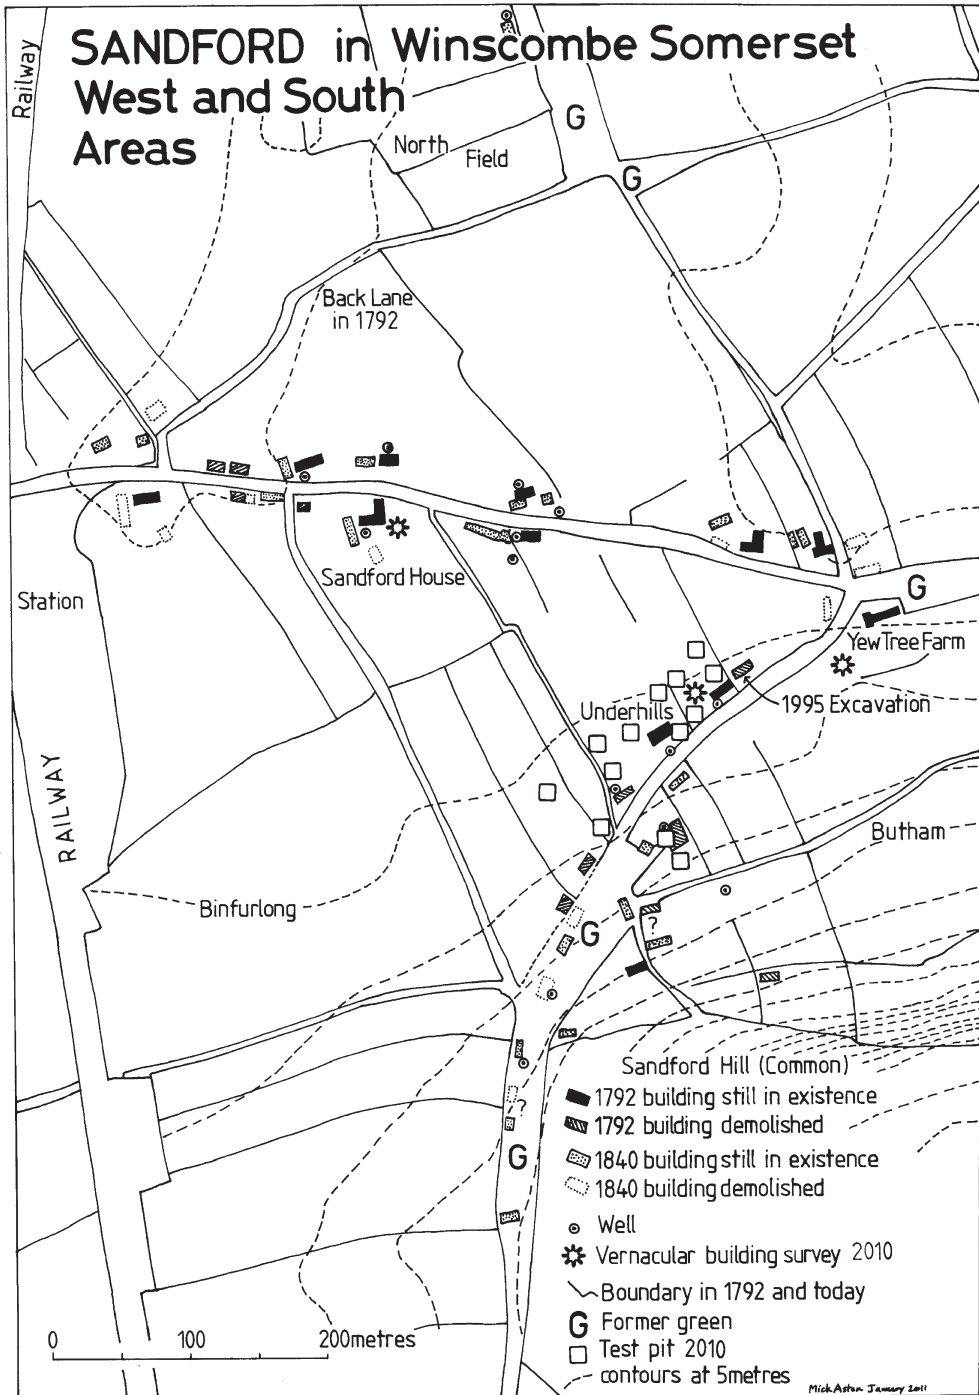 SANDFORD in Winscombe Somerset
West and South
Areas
Railway
G
North Field
G
Back Lane
in 1792
Sandford House
Station
G
Yew Tree Farm
1995 Excavation
Underhills
RAILWAY
Butham
Binfurlong
?
G
Sandford Hill (Common)
1792 building still in existence
1792 building demolished
?
1840 building still in existence
G
1840 building demolished
Well
Vernacular building survey 2010
Boundary in 1792 and today
G Former green
Test pit 2010
contours at 5metres
0 100 200metres
Mick Aston January 2011